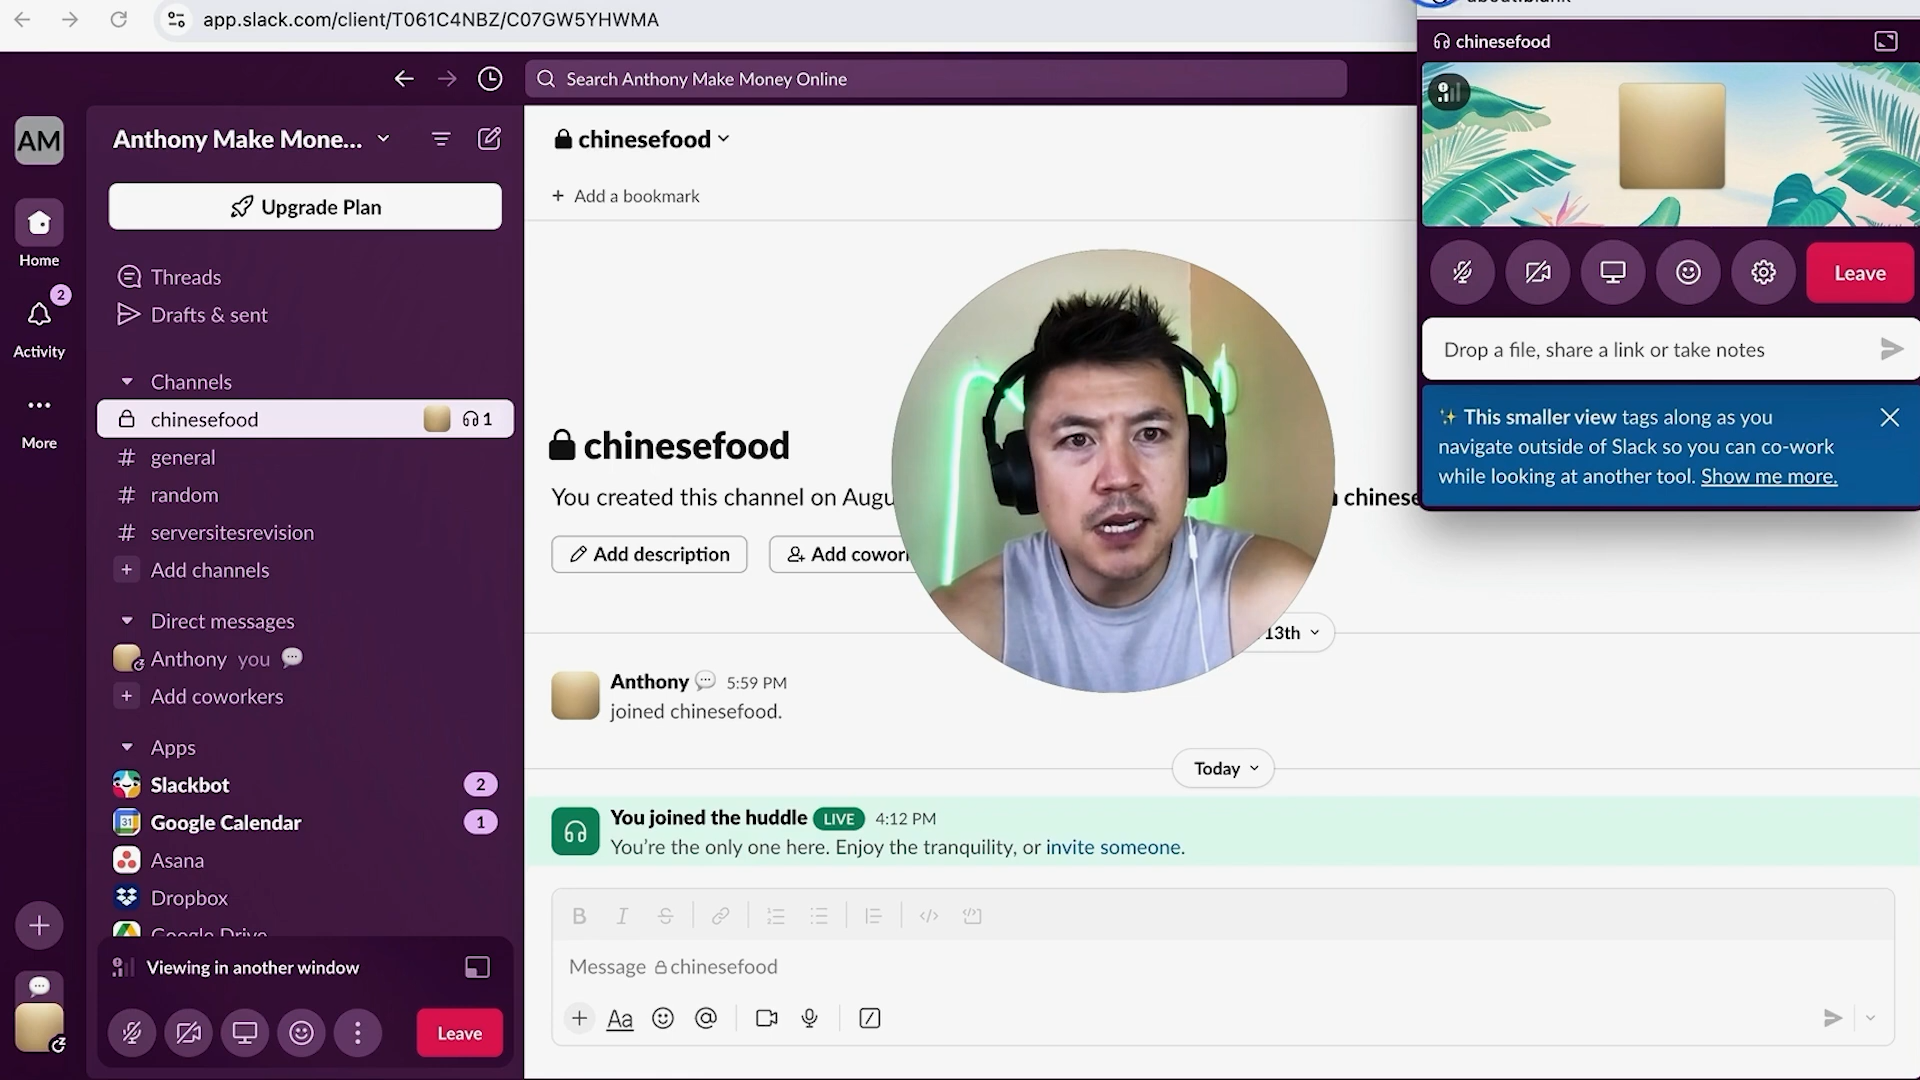 app.slack.com/client/T061C4NBZ/C07GW5YHWMA
chinesefood
Search Anthony Make Money Online
AM
Anthony Make Mone...
Upgrade Plan
Home
2
Activity
More
Threads
Drafts & sent
Channels
chinesefood
1
general
random
serversitesrevision
Add channels
Direct messages
Anthony you
Add coworkers
Apps
Slackbot
2
31
Google Calendar
1
Asana
Dropbox
Google Drive
Viewing in another window
Leave
chinesefood
Add a bookmark
chinesefood
You created this channel on
Add description
Add
13th
Anthony 5:59 PM
joined chinesefood.
Today
You joined the huddle LIVE 4:12 PM
You're the only one here. Enjoy the tranquility, or invite someone.
B I S
Message chinesefood
Aa
Leave
Drop a file, share a link or take notes
This smaller view tags along as you
navigate outside of Slack so you can co-work
while looking at another tool. Show me more.